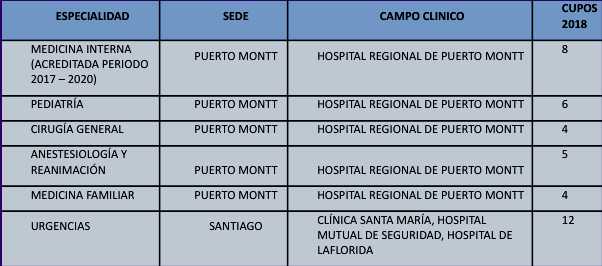 ESPECIALIDAD SEDE CAMPO CLINICO CUPOS 2018
MEDICINA INTERNA (ACREDITADA PERIODO 2017 – 2020) PUERTO MONTT HOSPITAL REGIONAL DE PUERTO MONTT 8
PEDIATRÍA PUERTO MONTT HOSPITAL REGIONAL DE PUERTO MONTT 6
CIRUGÍA GENERAL PUERTO MONTT HOSPITAL REGIONAL DE PUERTO MONTT 4
ANESTESIOLOGÍA Y REANIMACIÓN PUERTO MONTT HOSPITAL REGIONAL DE PUERTO MONTT 5
MEDICINA FAMILIAR PUERTO MONTT HOSPITAL REGIONAL DE PUERTO MONTT 4
URGENCIAS SANTIAGO CLÍNICA SANTA MARÍA, HOSPITAL MUTUAL DE SEGURIDAD, HOSPITAL DE LAFLORIDA 12